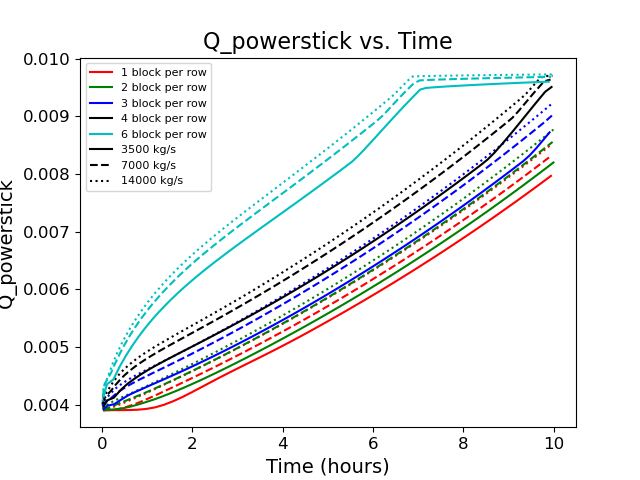 Q_powerstick vs. Time
0.010
0.009
0.008
0.007
0.006
0.005
0.004
Q_powerstick
1 block per row
2 block per row
3 block per row
4 block per row
6 block per row
3500 kg/s
7000 kg/s
14000 kg/s
0
2
4
6
8
10
Time (hours)